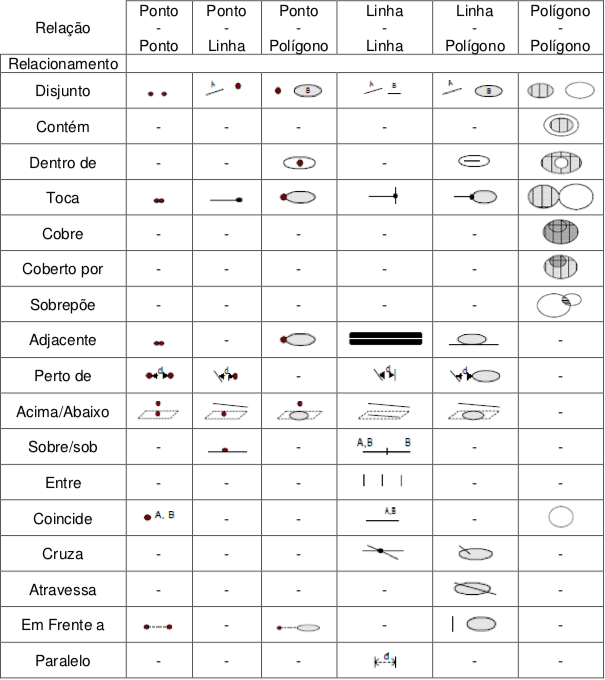 Relação
Ponto - Ponto
Ponto - Linha
Ponto - Polígono
Linha - Linha
Linha - Polígono
Polígono - Polígono
Relacionamento
Disjunto A B A B A B
Contém - - - - -
Dentro de - - -
Toca
Cobre - - - - -
Coberto por - - - - -
Sobrepõe - - - - -
Adjacente - -
Perto de d d - d d -
Acima/Abaixo -
Sobre/sob - - A,B B - -
Entre - - - - -
Coincide A, B - - A,B -
Cruza - - - -
Atravessa - - - - -
Em Frente a - - -
Paralelo - - - d - -